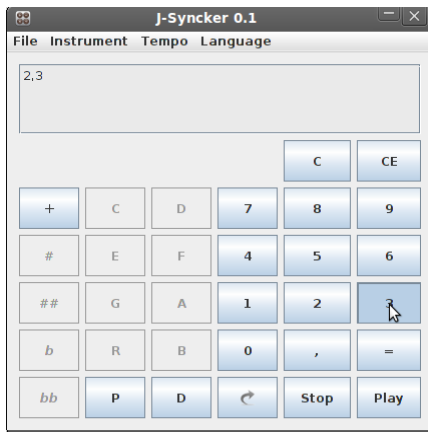 J-Syncker 0.1
File Instrument Tempo Language
2,3
C CE
+ C D 7 8 9
# E F 4 5 6
## G A 1 2 3
b R B 0 , =
bb P D Stop Play